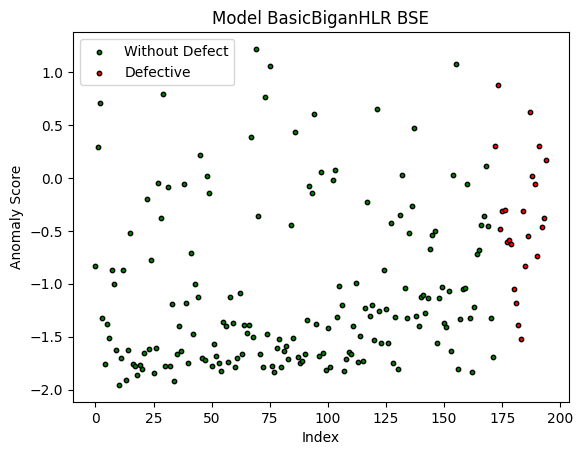 Model BasicBiganHLR BSE
Without Defect
Defective
Anomaly Score
1.0
0.5
0.0
−0.5
−1.0
−1.5
−2.0
0 25 50 75 100 125 150 175 200
Index